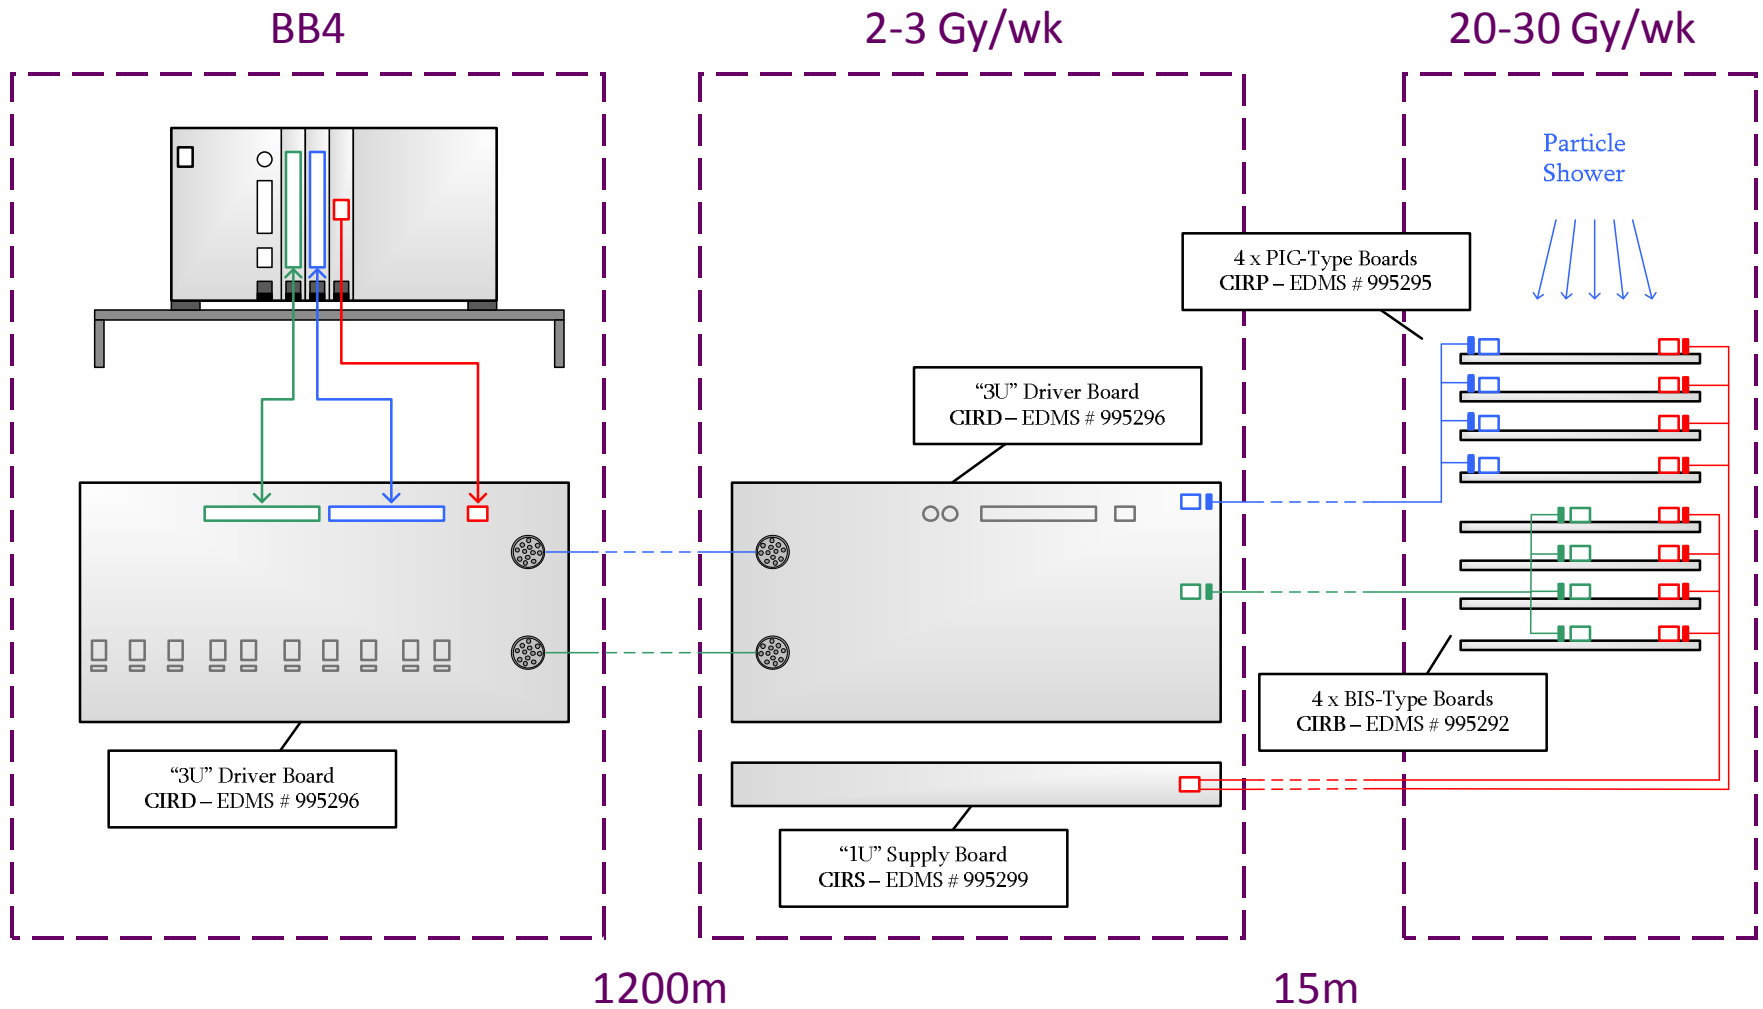 BB4
2-3 Gy/wk
20-30 Gy/wk
Particle
Shower
4 x PIC-Type Boards
CIRP – EDMS # 995295
“3U” Driver Board
CIRD – EDMS # 995296
4 x BIS-Type Boards
CIRB – EDMS # 995292
“3U” Driver Board
CIRD – EDMS # 995296
“1U” Supply Board
CIRS – EDMS # 995299
1200m
15m